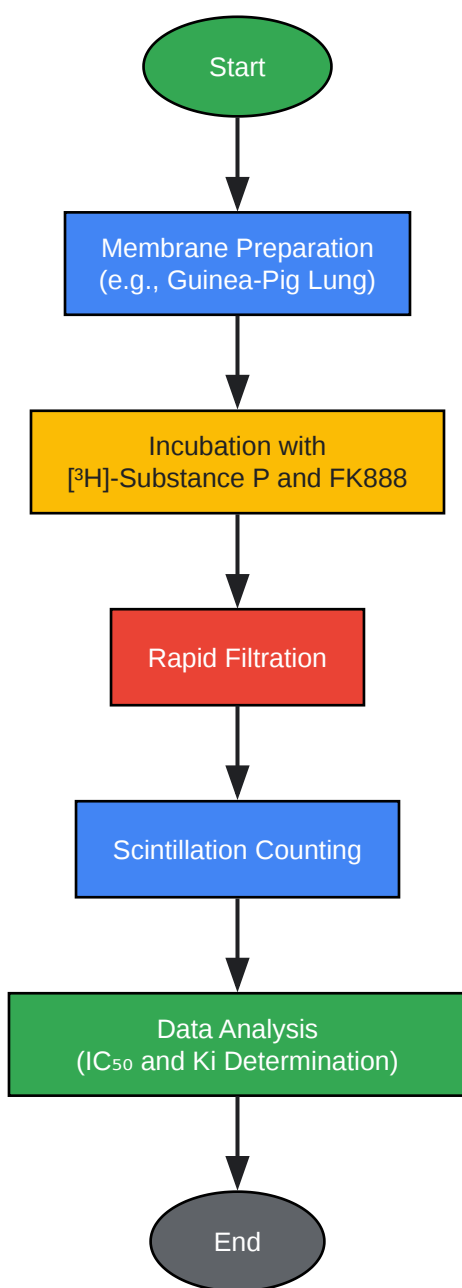 Start
Membrane Preparation
(e.g., Guinea-Pig Lung)
Incubation with
[³H]-Substance P and FK888
Rapid Filtration
Scintillation Counting
Data Analysis
(IC₅₀ and Ki Determination)
End